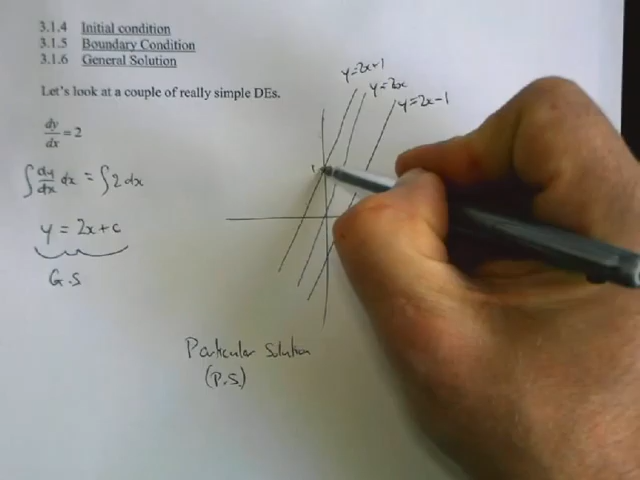 3.1.4 Initial condition
3.1.5 Boundary Condition
3.1.6 General Solution
Let's look at a couple of really simple DEs.
dy/dx = 2
∫ dy/dx dx = ∫ 2 dx
y = 2x + c
G.S
y=2x+1
y=2x
y=2x-1
1
Particular Solution
(P.S.)